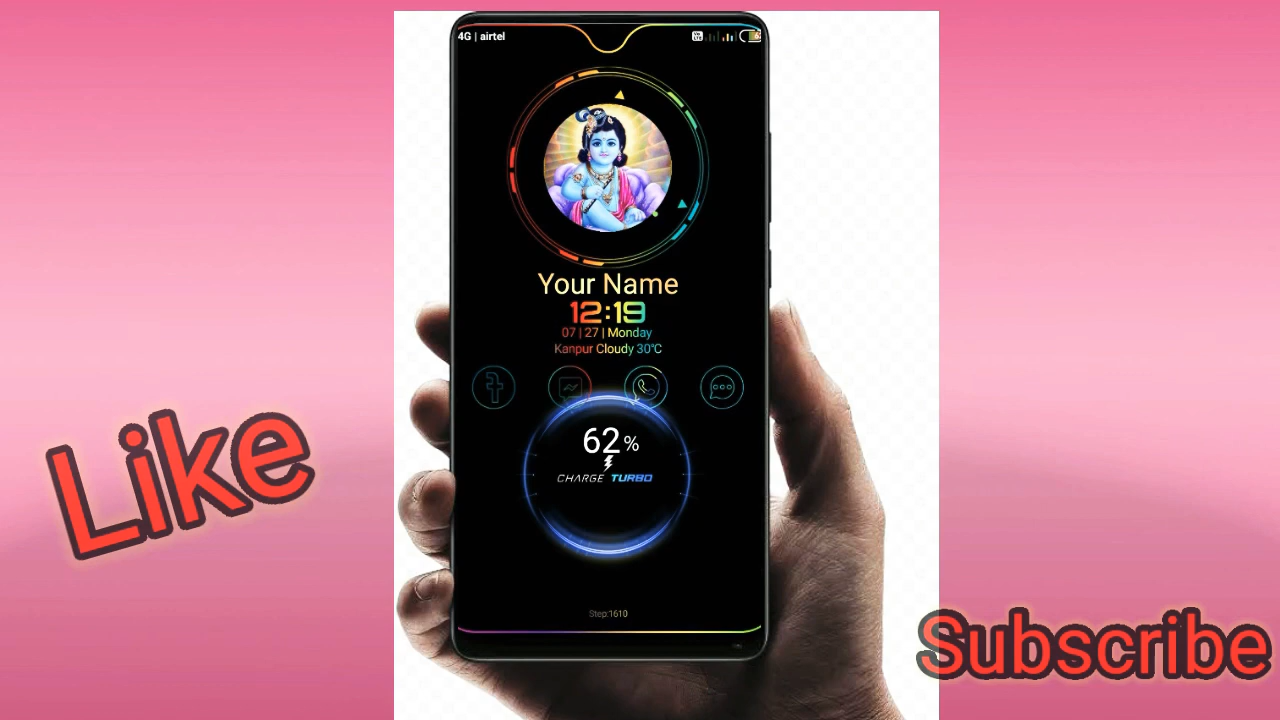 4G | airtel
Your Name
12:19
07 | 27 | Monday
Kanpur Cloudy 30℃
62%
CHARGE TURBO
Step:1610
Like
Subscribe